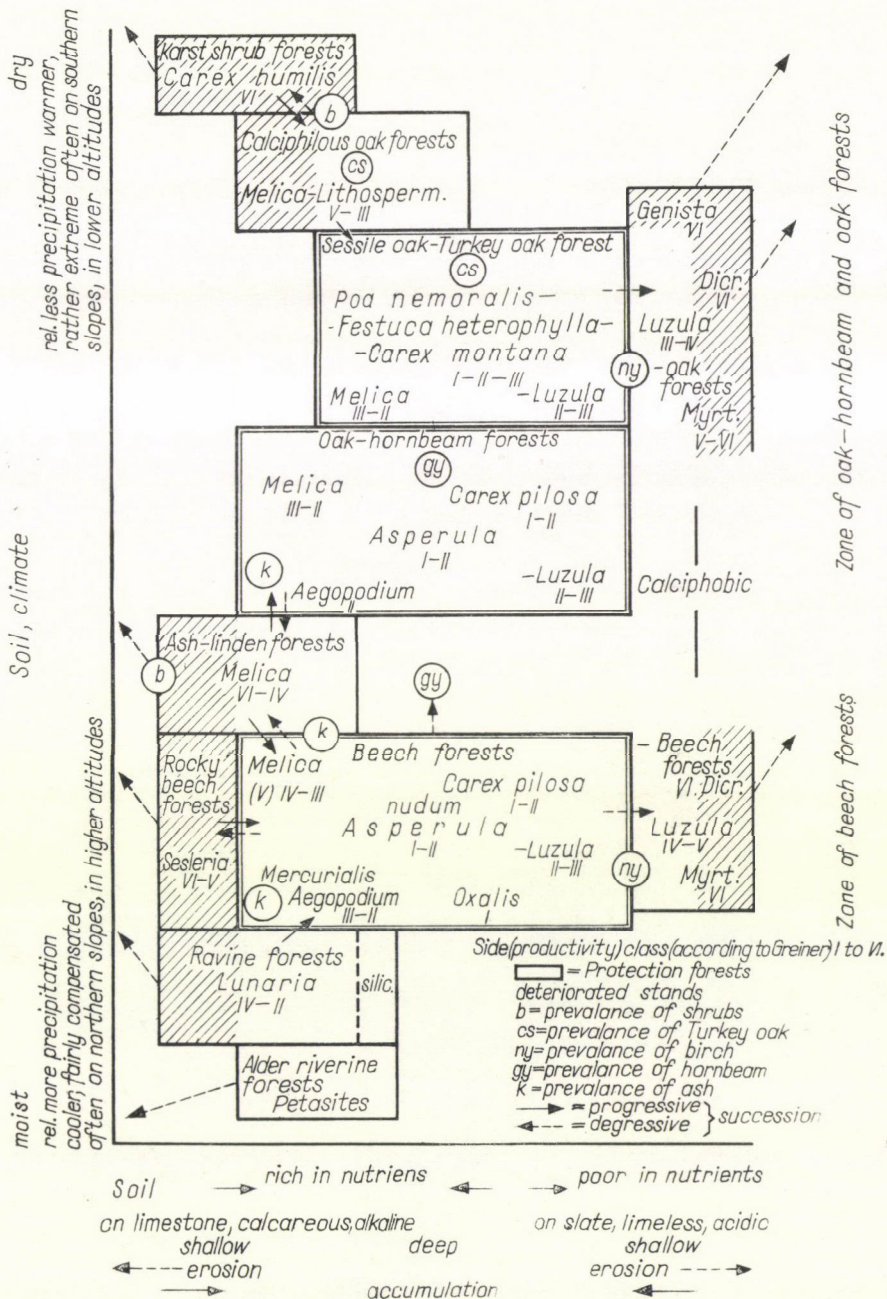 dry
rel. less precipitation warmer,
rather extreme often on southern
slopes, in lower altitudes
Soil, climate
moist
rel. more precipitation
cooler, fairly compensated
often on northern slopes, in higher altitudes
Karst shrub forests
Carex humilis
VI
b
Calciphilous oak forests
cs
Melica-Lithosperm.
V-III
Sessile oak-Turkey oak forest
cs
Poa nemoralis-
-Festuca heterophylla-
-Carex montana
I-II-III
Melica
III-II
-Luzula
II-III
Genista
VI
Dicr.
VI
Luzula
III-IV
ny
-oak
forests
Myrt.
V-VI
Oak-hornbeam forests
gy
Melica
III-II
Carex pilosa
I-II
Asperula
I-II
k
Aegopodium
II
-Luzula
II-III
Calciphobic
Ash-linden forests
b
Melica
VI-IV
gy
k
Rocky
beech
forests
Sesleria
VI-V
Beech forests
Melica
(V) IV-III
Carex pilosa
I-II
nudum
Asperula
I-II
-Luzula
II-III
Mercurialis
k
Aegopodium
III-II
Oxalis
I
-Beech
forests
VI. Dicr.
Luzula
IV-V
ny
Myrt.
VI
Ravine forests
Lunaria
IV-II
silic.
Alder riverine
forests
Petasites
Zone of oak-hornbeam and oak forests
Zone of beech forests
Side(productivity) class(according to Greiner) I to VI.
= Protection forests
deteriorated stands
b=prevalance of shrubs
cs=prevalance of Turkey oak
ny=prevalance of birch
gy=prevalance of hornbeam
k=prevalance of ash
= progressive
= degressive
} succession
Soil
rich in nutriens
poor in nutrients
on limestone, calcareous, alkaline
on slate, limeless, acidic
shallow
deep
shallow
erosion
erosion
accumulation